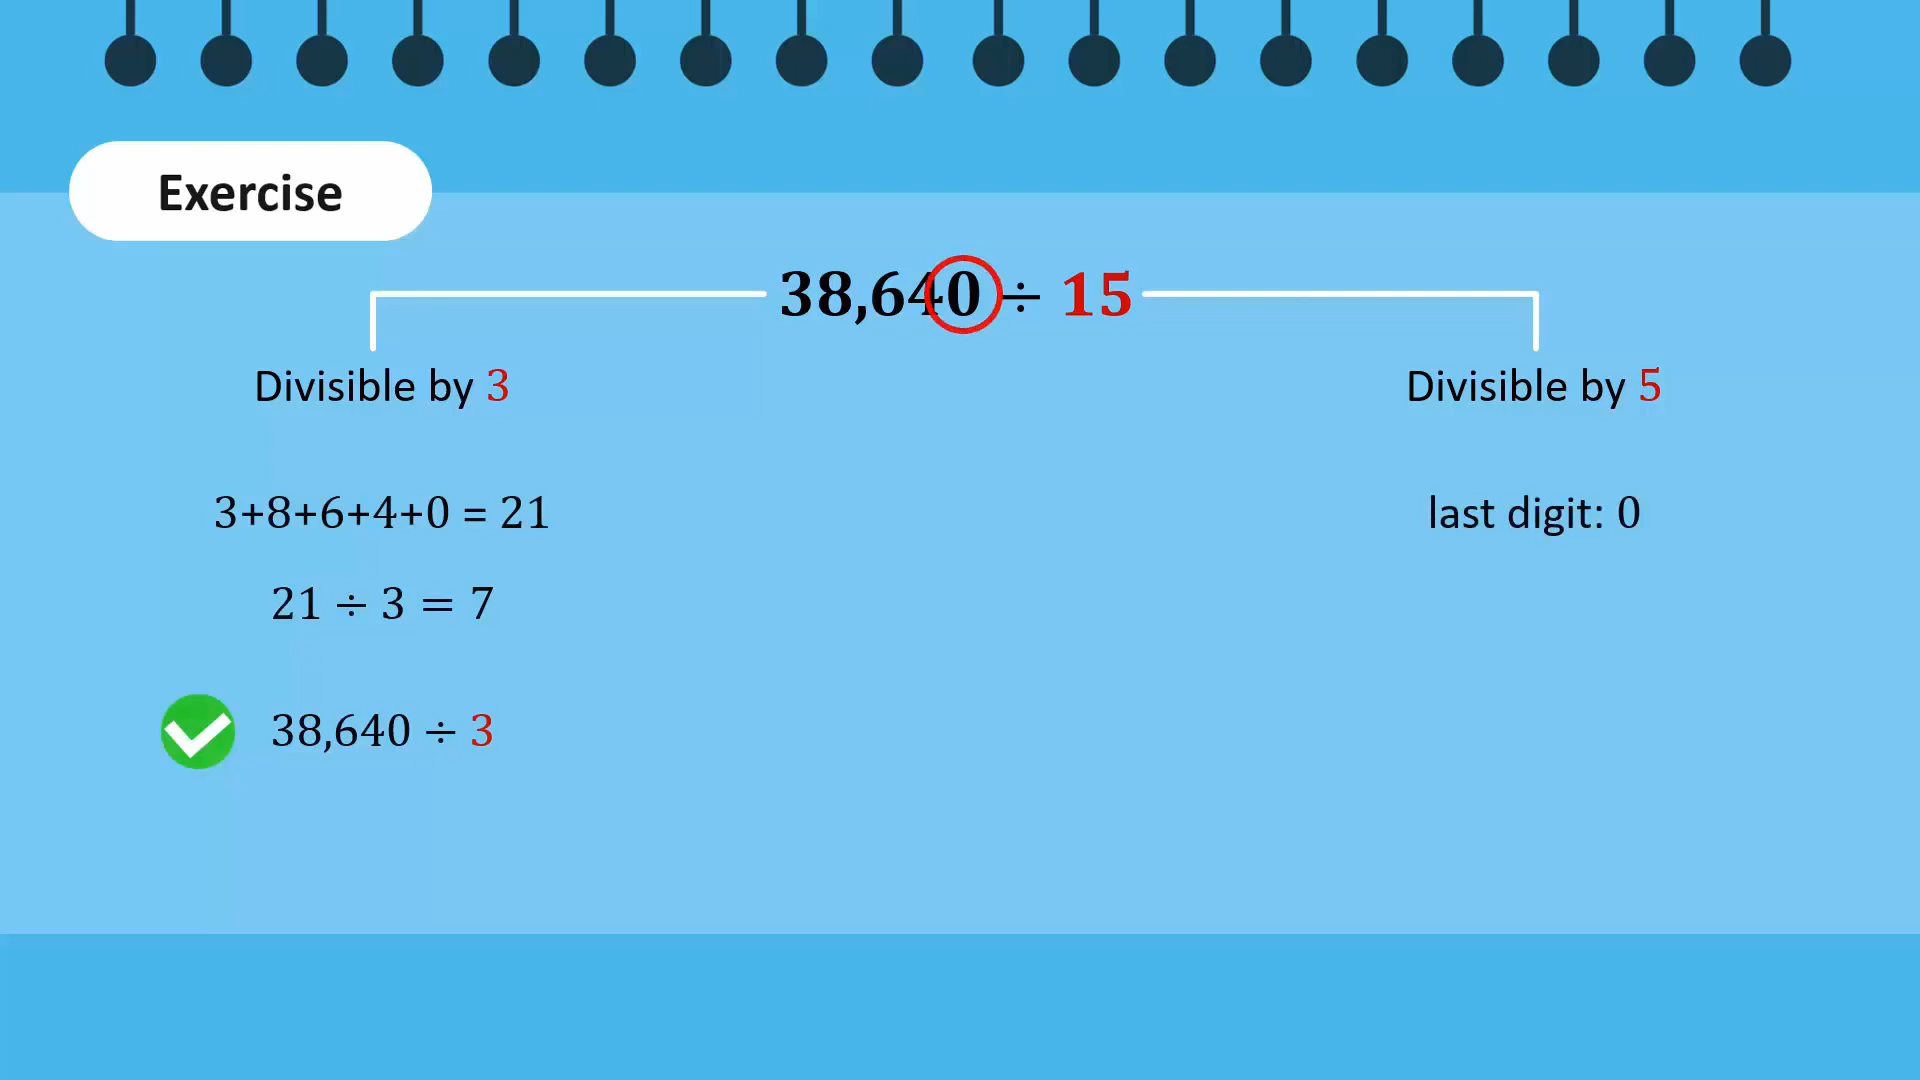 Exercise
38,640 ÷ 15
Divisible by 3
3+8+6+4+0 = 21
21 ÷ 3 = 7
38,640 ÷ 3
Divisible by 5
last digit: 0